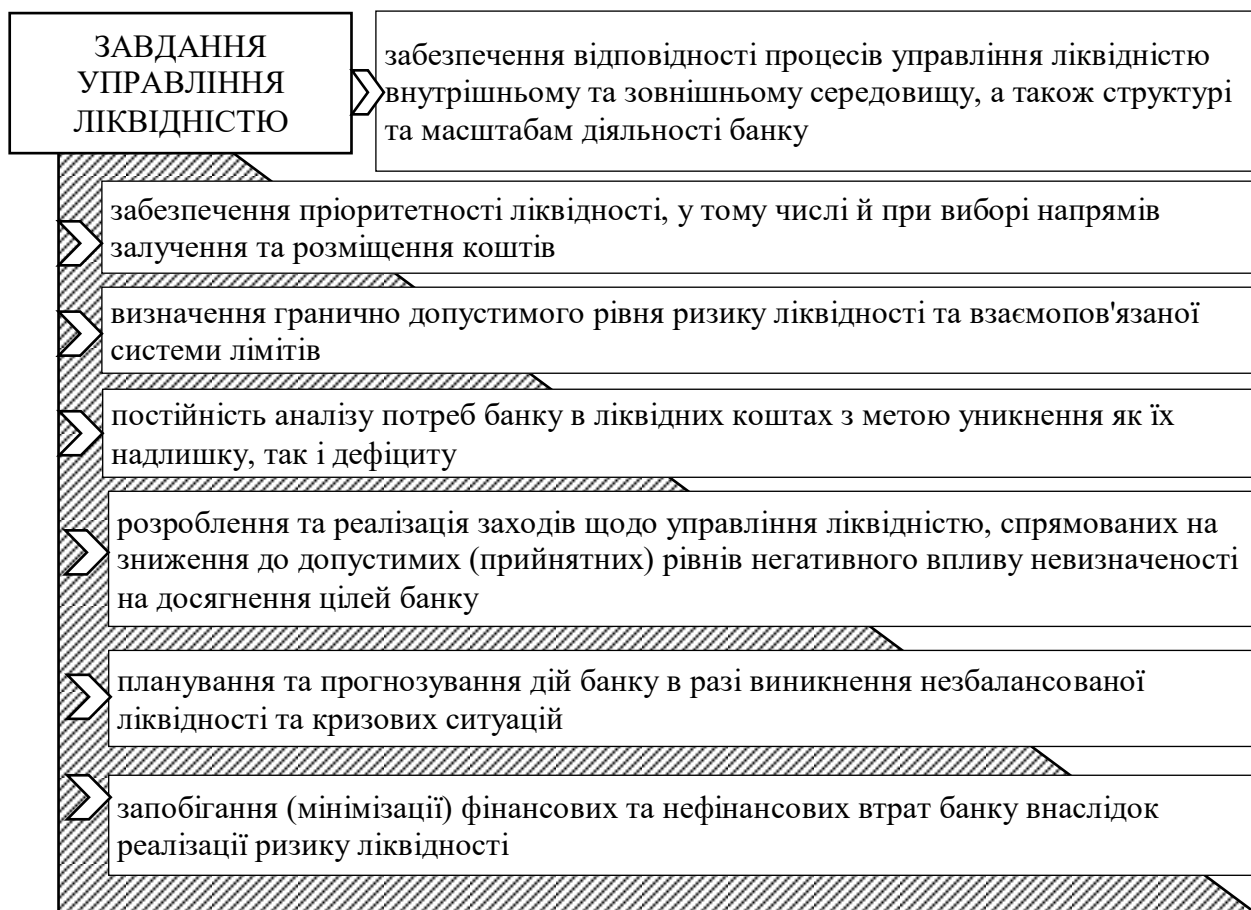 ЗАВДАННЯ
УПРАВЛІННЯ
ЛІКВІДНІСТЮ
забезпечення відповідності процесів управління ліквідністю
внутрішньому та зовнішньому середовищу, а також структурі
та масштабам діяльності банку
забезпечення пріоритетності ліквідності, у тому числі й при виборі напрямів
залучення та розміщення коштів
визначення гранично допустимого рівня ризику ліквідності та взаємопов'язаної
системи лімітів
постійність аналізу потреб банку в ліквідних коштах з метою уникнення як їх
надлишку, так і дефіциту
розроблення та реалізація заходів щодо управління ліквідністю, спрямованих на
зниження до допустимих (прийнятних) рівнів негативного впливу невизначеності
на досягнення цілей банку
планування та прогнозування дій банку в разі виникнення незбалансованої
ліквідності та кризових ситуацій
запобігання (мінімізації) фінансових та нефінансових втрат банку внаслідок
реалізації ризику ліквідності